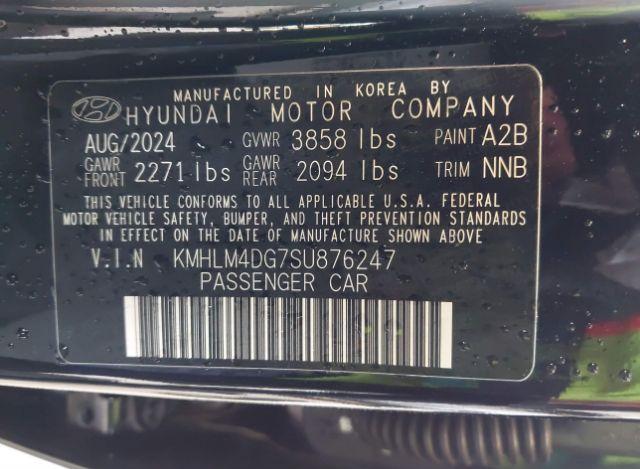 MANUFACTURED IN KOREA BY
HYUNDAI MOTOR COMPANY
AUG/2024 GVWR 3858 lbs PAINT A2B
GAWR FRONT 2271 lbs GAWR REAR 2094 lbs TRIM NNB
THIS VEHICLE CONFORMS TO ALL APPLICABLE U.S.A. FEDERAL
MOTOR VEHICLE SAFETY, BUMPER, AND THEFT PREVENTION STANDARDS
IN EFFECT ON THE DATE OF MANUFACTURE SHOWN ABOVE.
V.I.N KMHLM4DG7SU876247
PASSENGER CAR